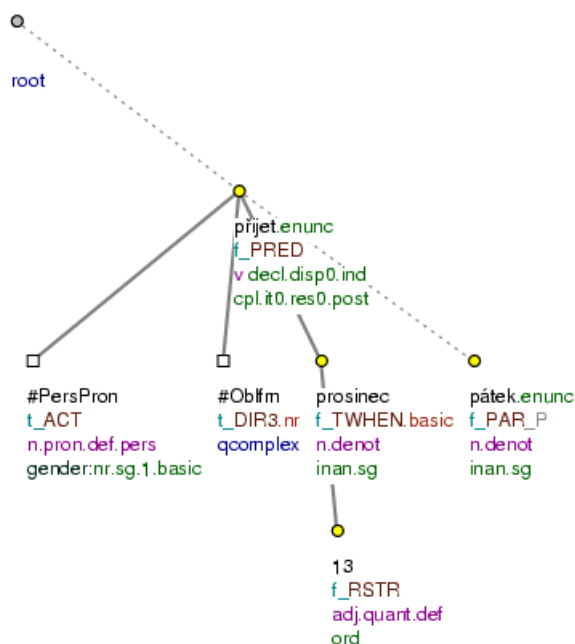 root
přijet.enunc
f_PRED
v decl.disp0.ind
cpl.it0.res0.post
#PersPron
t_ACT
n.pron.def.pers
gender:nr.sg.1.basic
#Oblfm
t_DIR3.nr
qcomplex
prosinec
f_TWHEN.basic
n.denot
inan.sg
pátek.enunc
f_PAR_P
n.denot
inan.sg
13
f_RSTR
adj.quant.def
ord